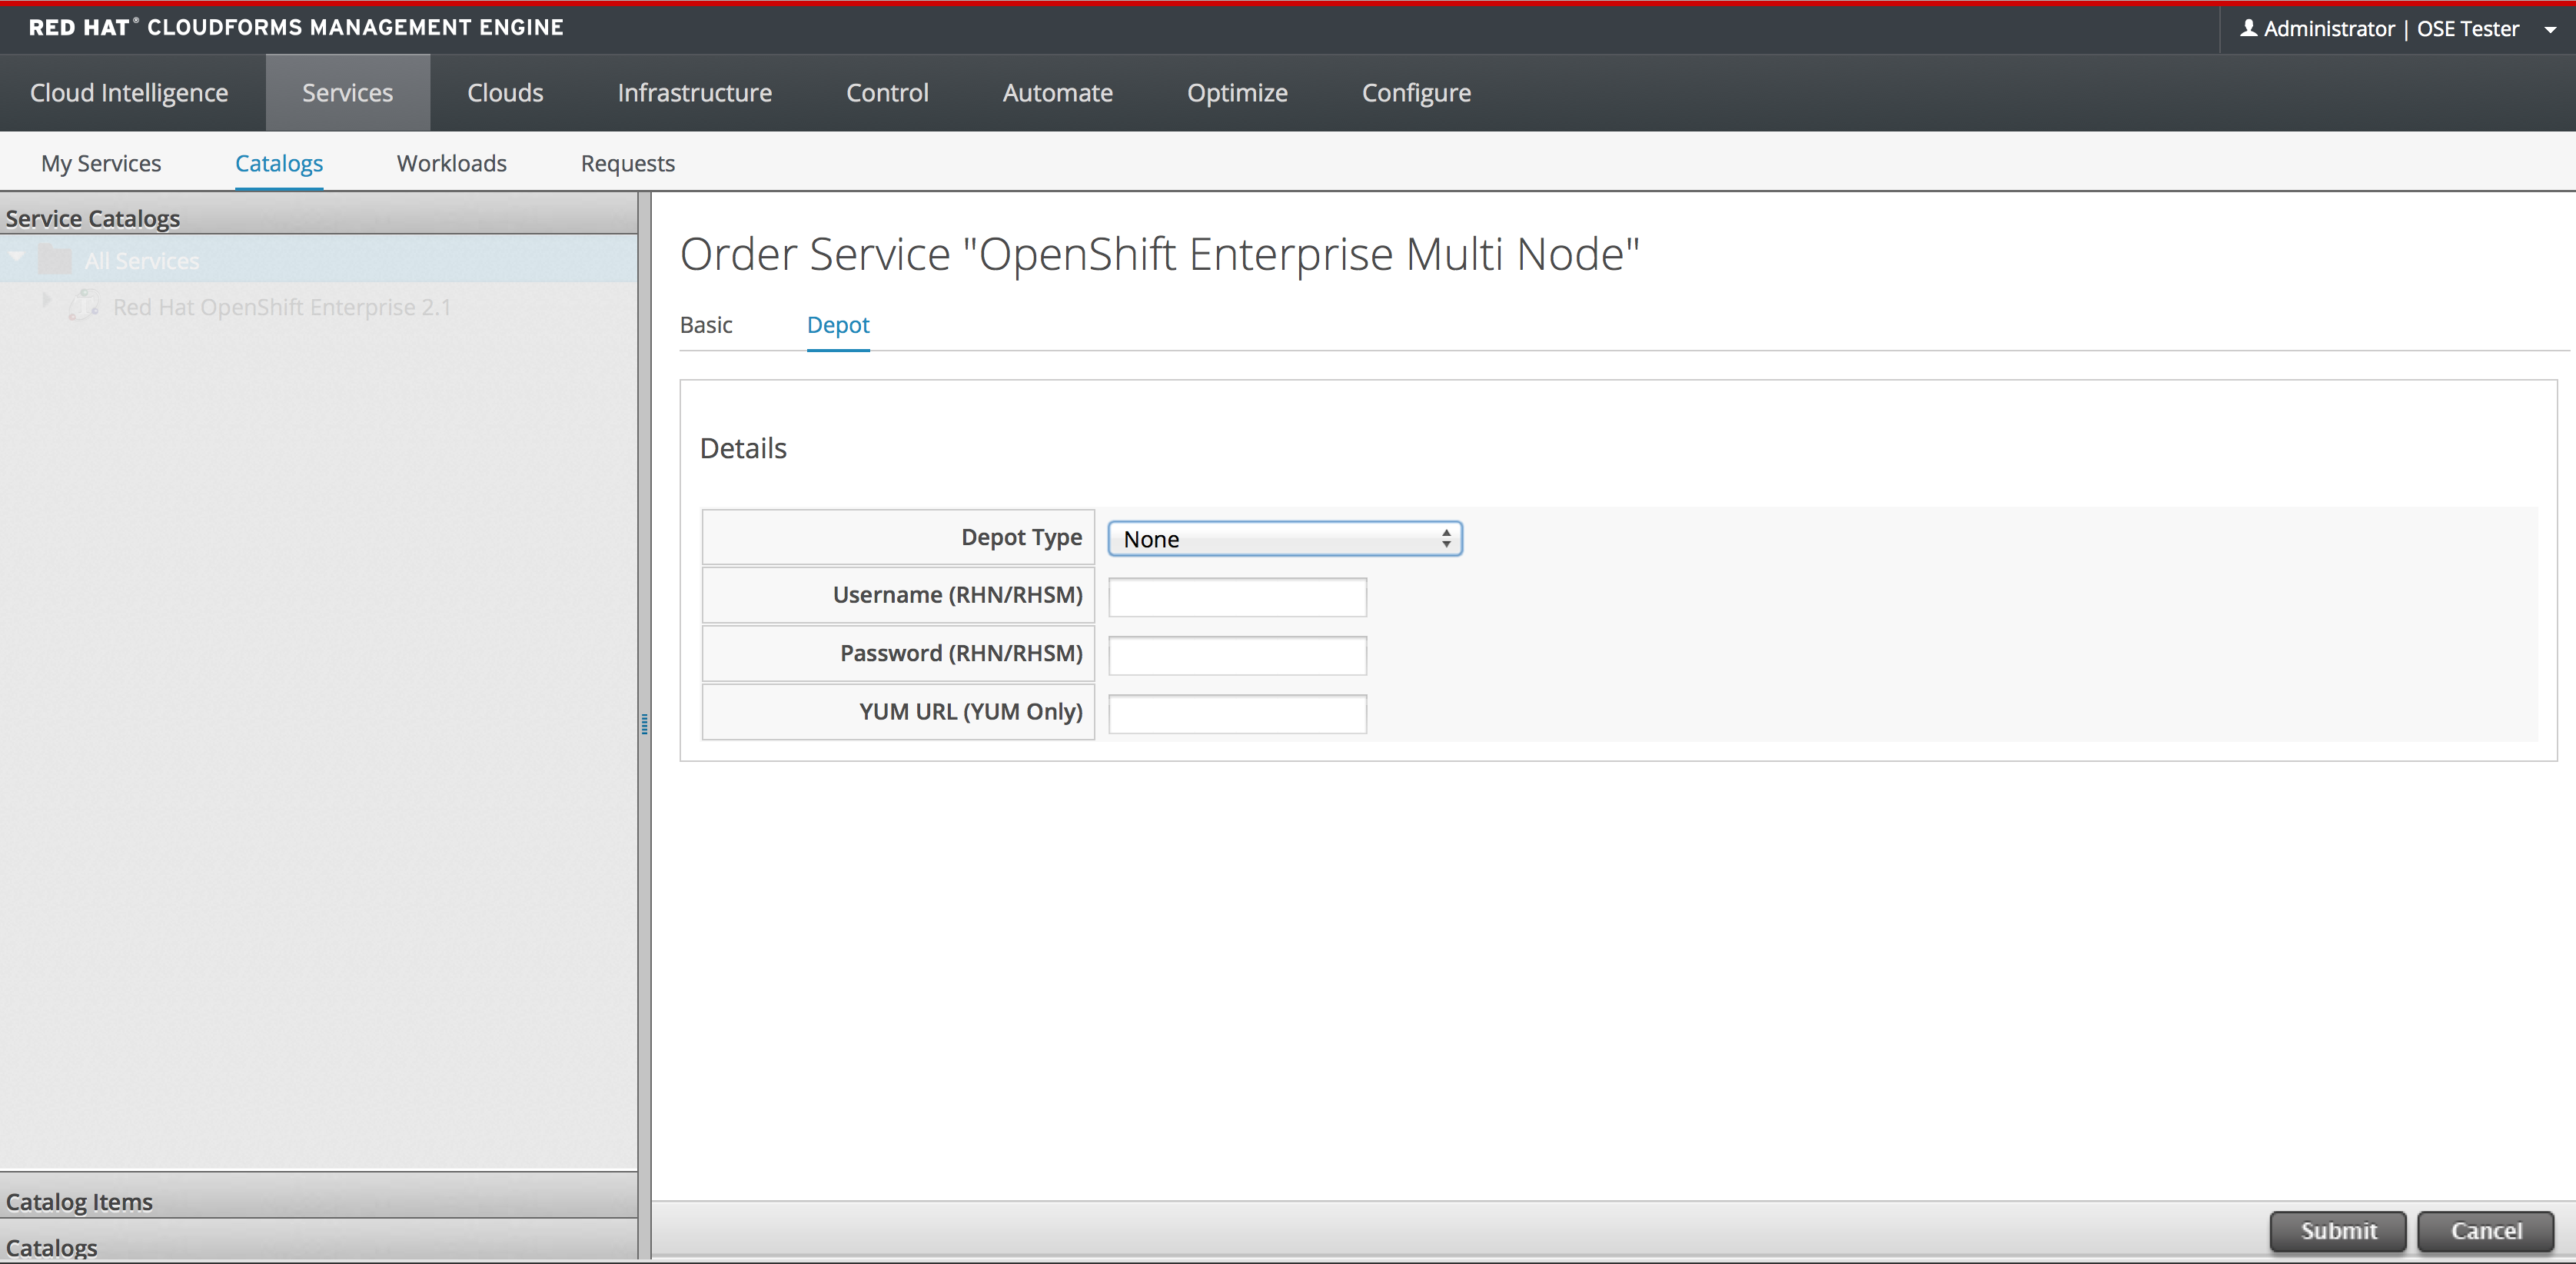 RED HAT® CLOUDFORMS MANAGEMENT ENGINE
Administrator | OSE Tester
Cloud Intelligence Services Clouds Infrastructure Control Automate Optimize Configure
My Services Catalogs Workloads Requests
Service Catalogs
All Services
Red Hat OpenShift Enterprise 2.1
Order Service "OpenShift Enterprise Multi Node"
Basic Depot
Details
Depot Type None
Username (RHN/RHSM)
Password (RHN/RHSM)
YUM URL (YUM Only)
Catalog Items
Catalogs
Submit Cancel